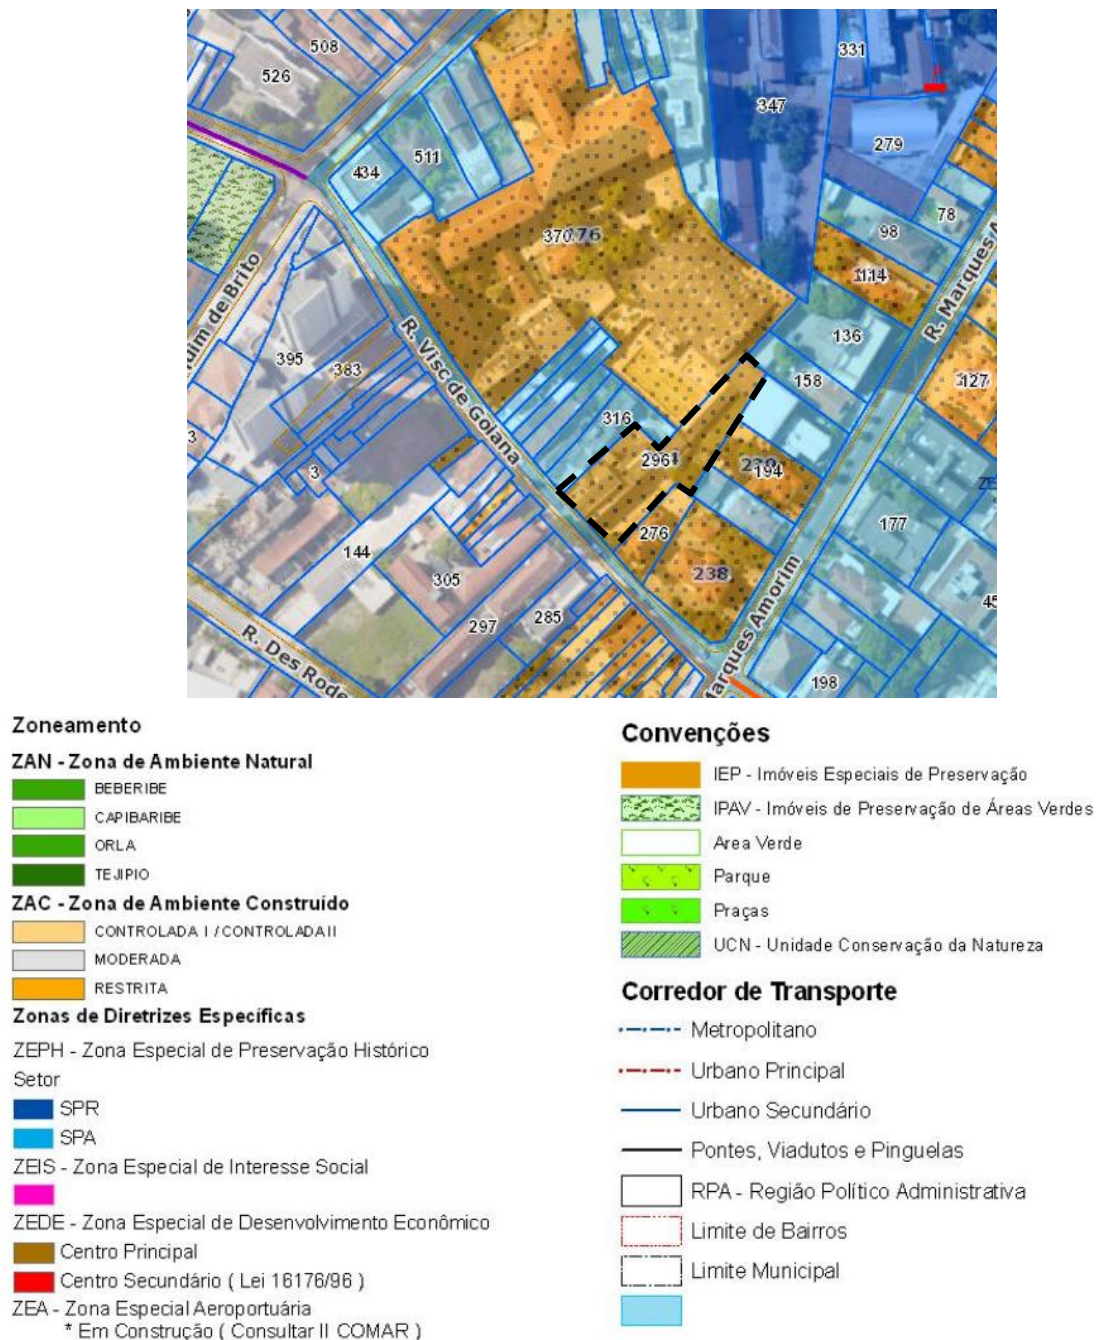 508
526
331
347
279
511
434
78
98
370
1114
R. Marques A
uim de Brito
136
395
R. Visc de Goiana
383
158
127
316
3
296
194
3
276
177
144
238
305
Marques Amorim
45
285
297
R. Des Rode
198
Zoneamento
ZAN - Zona de Ambiente Natural
BEBERIBE
CAPIBARIBE
ORLA
TEJIPIO
ZAC - Zona de Ambiente Construído
CONTROLADA I / CONTROLADA II
MODERADA
RESTRITA
Zonas de Diretrizes Específicas
ZEPH - Zona Especial de Preservação Histórico
Setor
SPR
SPA
ZEIS - Zona Especial de Interesse Social
ZEDE - Zona Especial de Desenvolvimento Econômico
Centro Principal
Centro Secundário ( Lei 16176/96 )
ZEA - Zona Especial Aeroportuária
* Em Construção ( Consultar II COMAR )
Convenções
IEP - Imóveis Especiais de Preservação
IPAV - Imóveis de Preservação de Áreas Verdes
Area Verde
Parque
Praças
UCN - Unidade Conservação da Natureza
Corredor de Transporte
Metropolitano
Urbano Principal
Urbano Secundário
Pontes, Viadutos e Pinguelas
RPA - Região Político Administrativa
Limite de Bairros
Limite Municipal